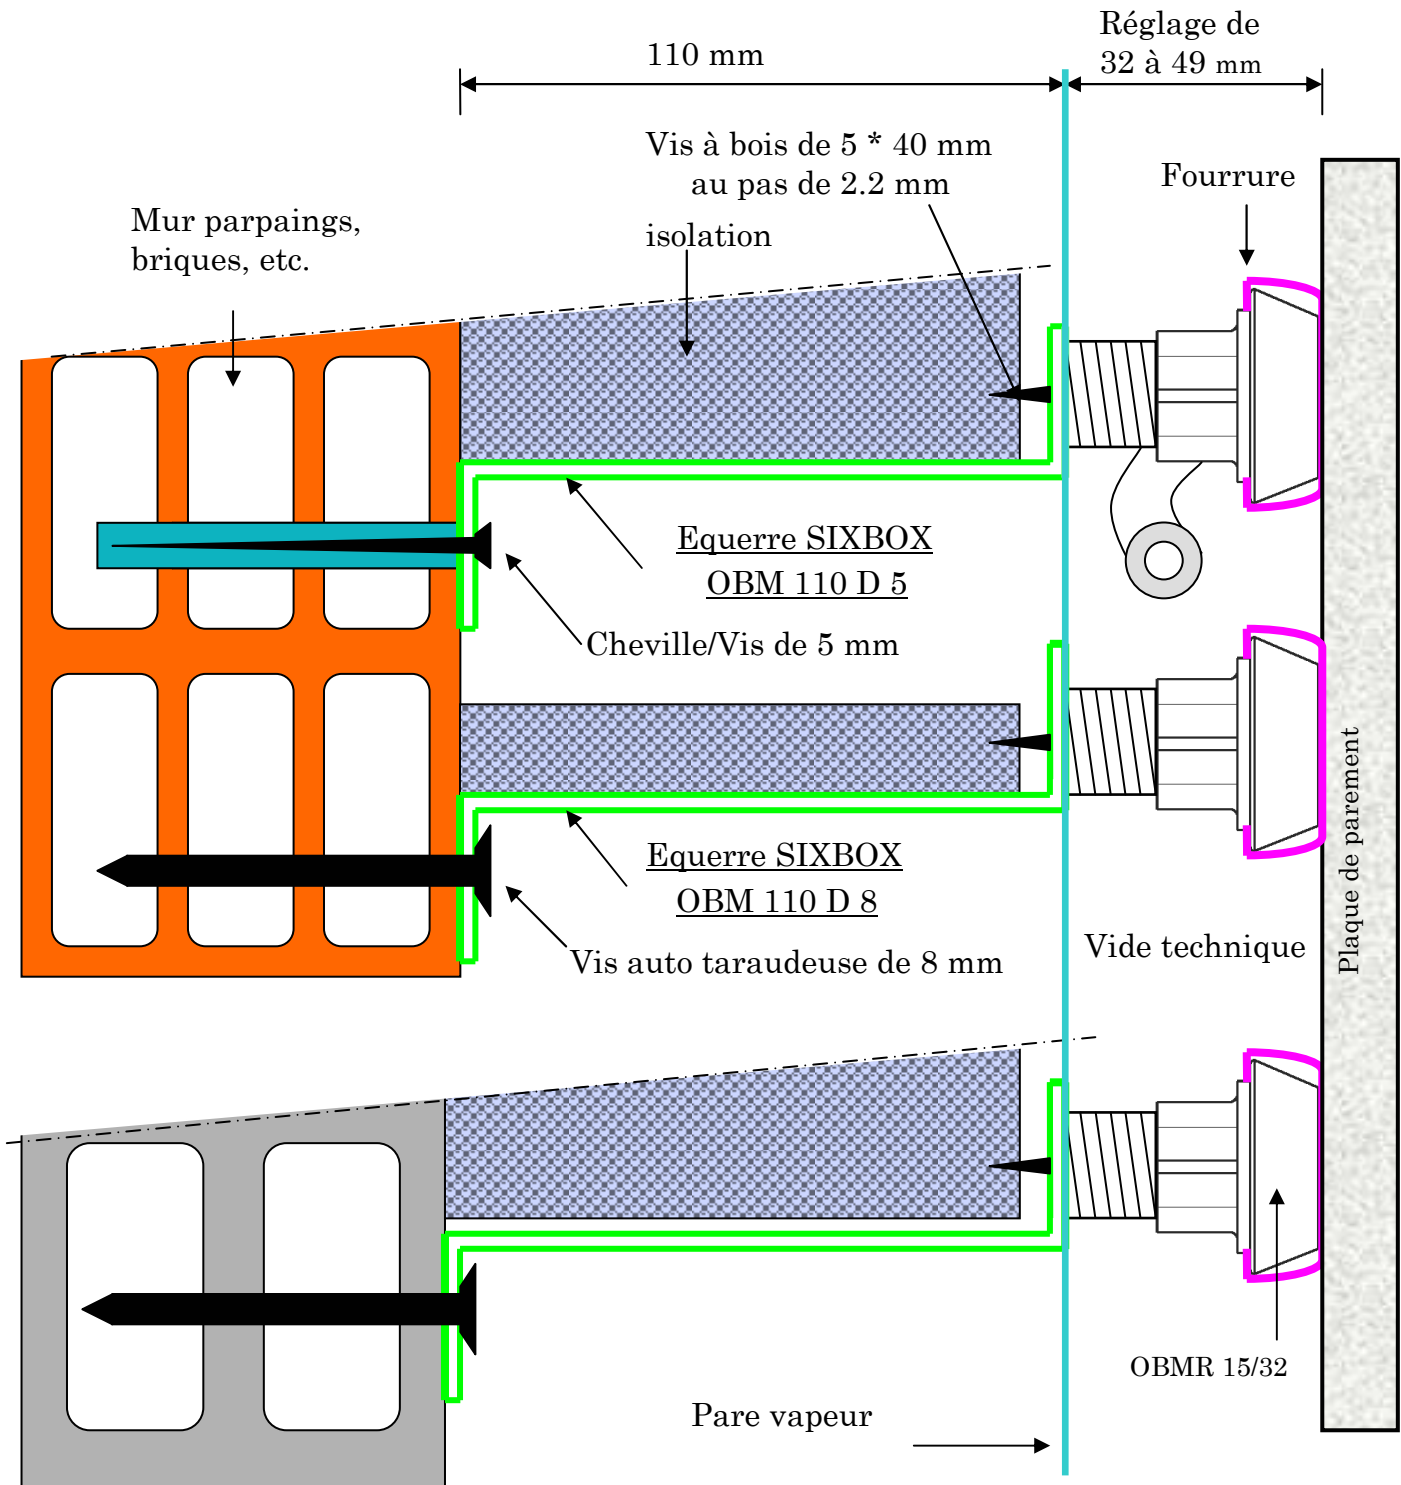 Réglage de
32 à 49 mm
110 mm
Vis à bois de 5 * 40 mm
au pas de 2.2 mm
Fourrure
Mur parpaings,
briques, etc.
isolation
Equerre SIXBOX
OBM 110 D 5
Cheville/Vis de 5 mm
Equerre SIXBOX
OBM 110 D 8
Vis auto taraudeuse de 8 mm
Vide technique
Plaque de parement
OBMR 15/32
Pare vapeur